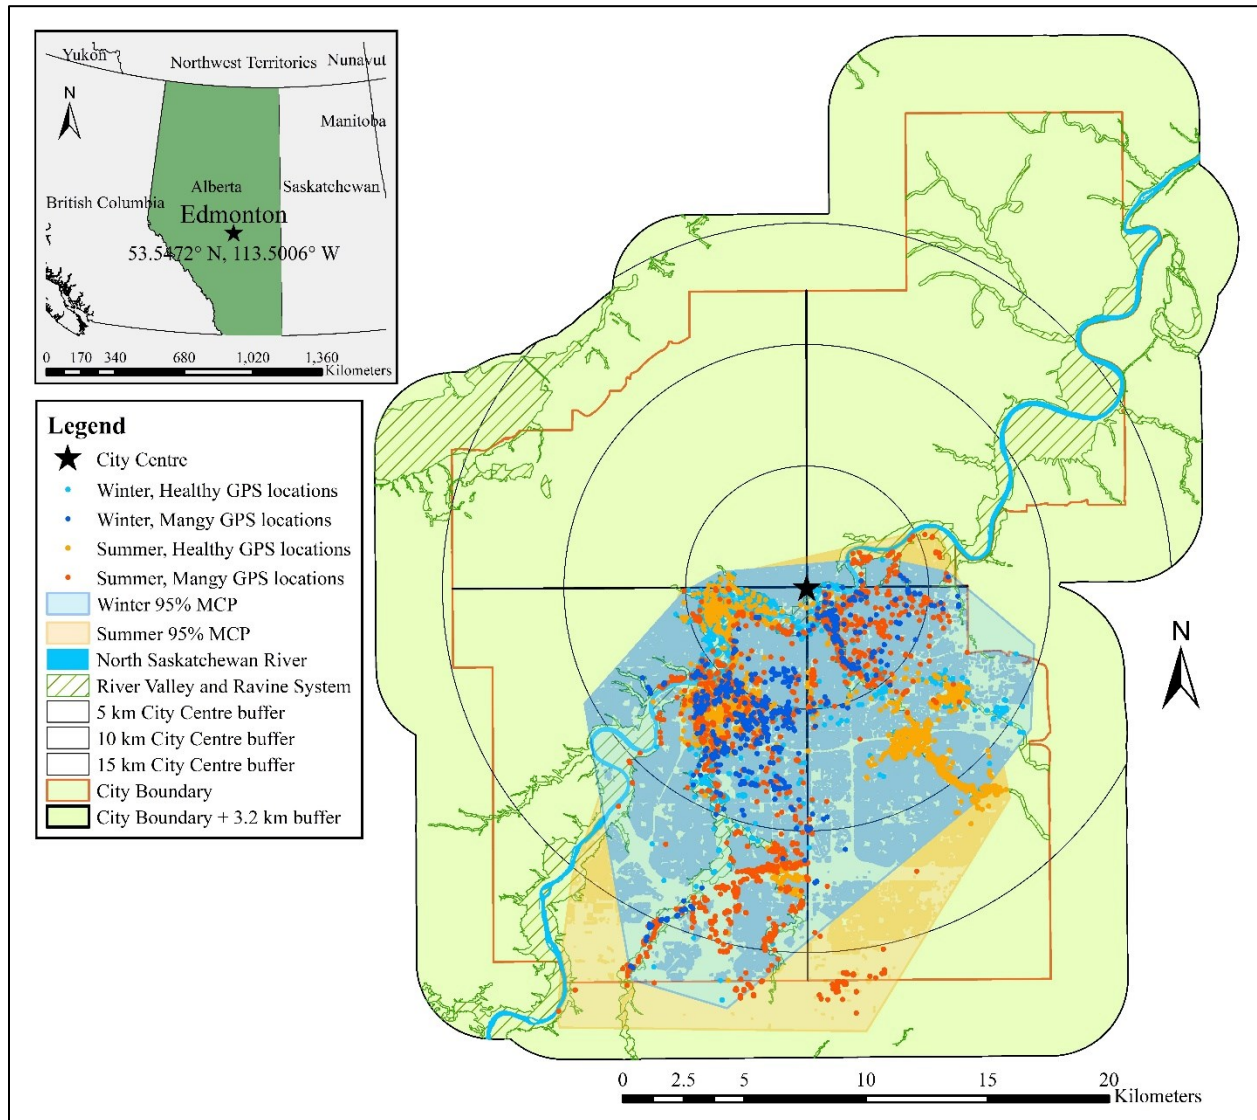 Yukon
Northwest Territories
Nunavut
N
Manitoba
Alberta
Saskatchewan
British Columbia
Edmonton
53.5472° N, 113.5006° W
0 170 340 680 1,020 1,360
Kilometers
Legend
City Centre
Winter, Healthy GPS locations
Winter, Mangy GPS locations
Summer, Healthy GPS locations
Summer, Mangy GPS locations
Winter 95% MCP
Summer 95% MCP
North Saskatchewan River
River Valley and Ravine System
5 km City Centre buffer
10 km City Centre buffer
15 km City Centre buffer
City Boundary
City Boundary + 3.2 km buffer
N
0 2.5 5 10 15 20
Kilometers